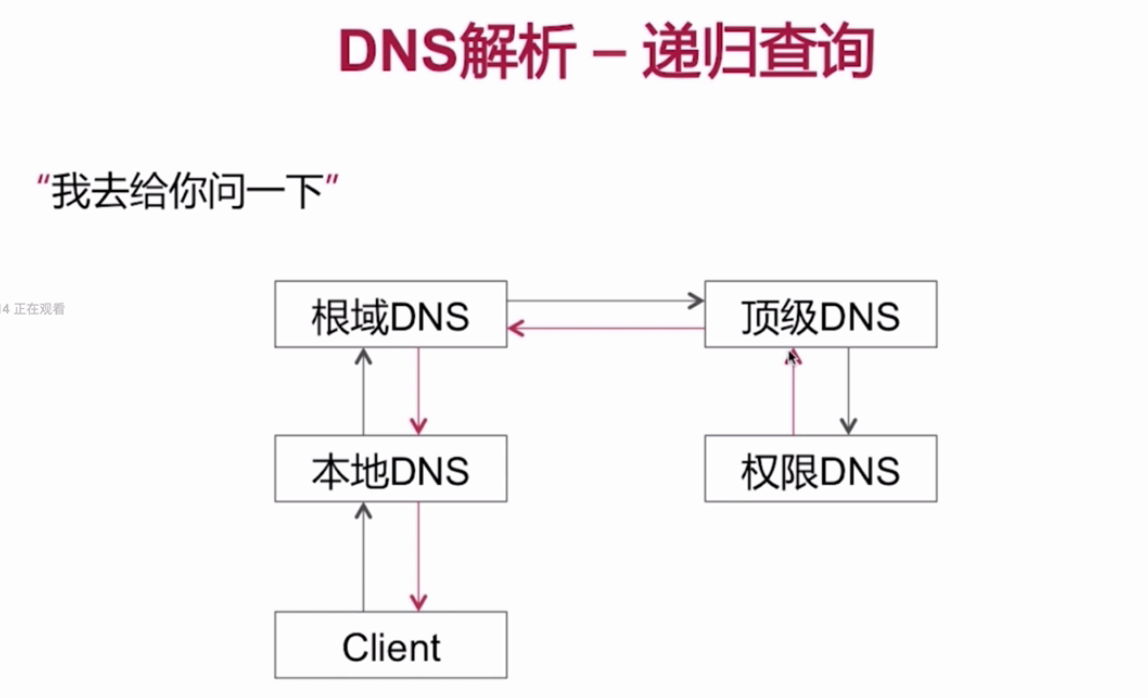 DNS解析 – 递归查询
“我去给你问一下”
根域DNS
顶级DNS
14 正在观看
本地DNS
权限DNS
Client